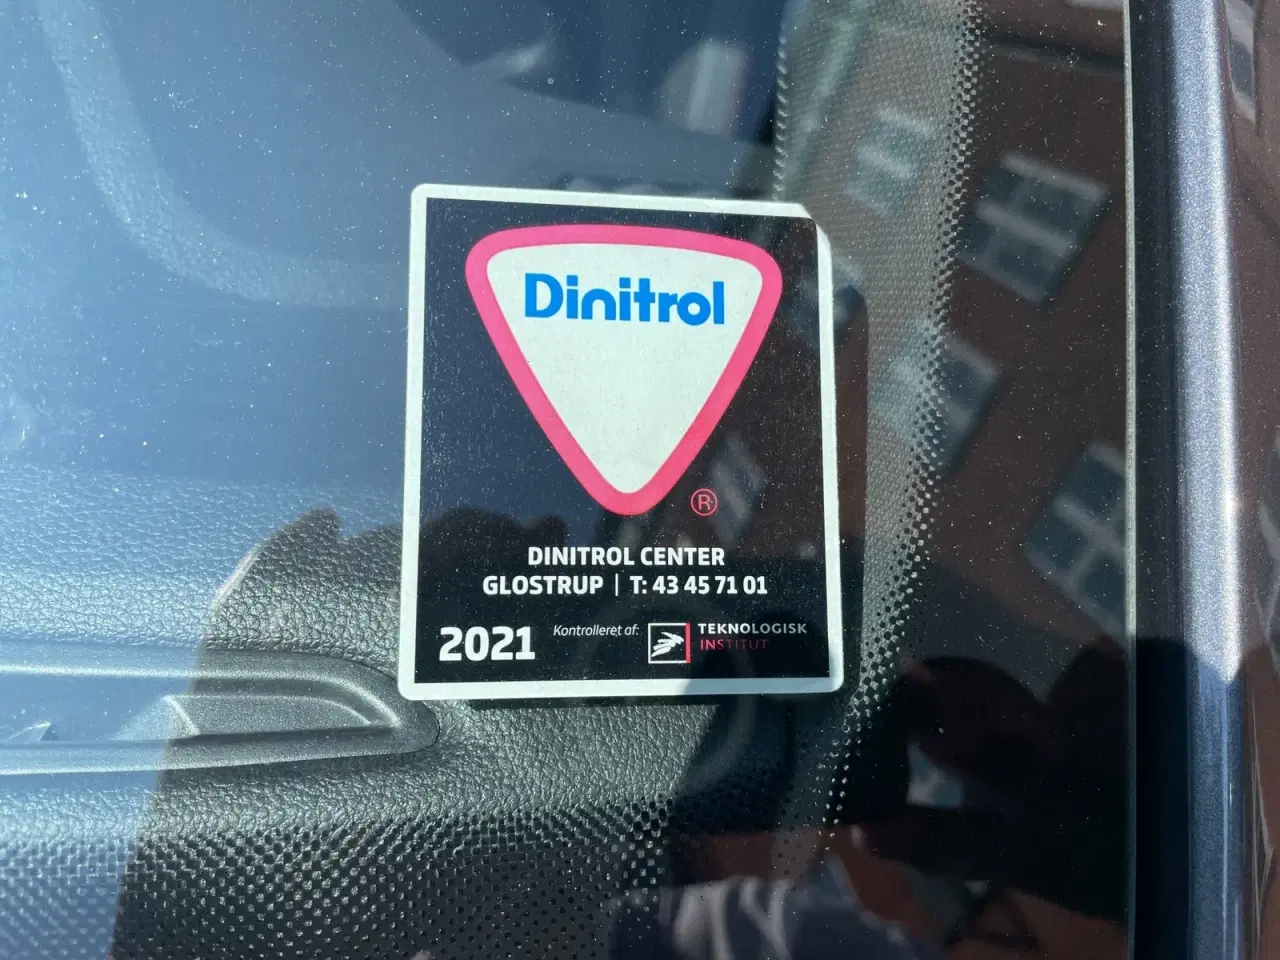 Dinitrol
®
DINITROL CENTER
GLOSTRUP | T: 43 45 71 01
2021 Kontrolleret af: TEKNOLOGISK
INSTITUT